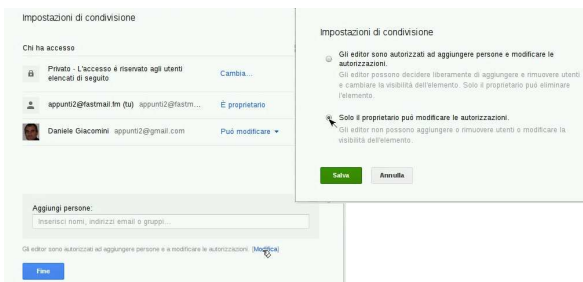 Impostazioni di condivisione
Chi ha accesso
Privato - L'accesso è riservato agli utenti
elencati di seguito
Cambia...
appunti2@fastmail.fm (tu) appunti2@fastm...
È proprietario
Daniele Giacomini appunti2@gmail.com
Può modificare
Aggiungi persone:
Inserisci nomi, indirizzi email o gruppi...
Gli editor sono autorizzati ad aggiungere persone e a modificare le autorizzazioni. [Modifica]
Fine
Impostazioni di condivisione
Gli editor sono autorizzati ad aggiungere persone e modificare le
autorizzazioni.
Gli editor possono decidere liberamente di aggiungere e rimuovere utenti
e cambiare la visibilità dell'elemento. Solo il proprietario può eliminare
l'elemento.
Solo il proprietario può modificare le autorizzazioni.
Gli editor non possono aggiungere o rimuovere utenti o modificare la
visibilità dell'elemento.
Salva
Annulla